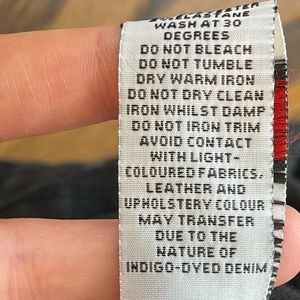 WASH AT 30
DEGREES
DO NOT BLEACH
DO NOT TUMBLE
DRY WARM IRON
DO NOT DRY CLEAN
IRON WHILST DAMP
DO NOT IRON TRIM
AVOID CONTACT
WITH LIGHT-
COLOURED FABRICS,
LEATHER AND
UPHOLSTERY COLOUR
MAY TRANSFER
DUE TO THE
NATURE OF
INDIGO-DYED DENIM